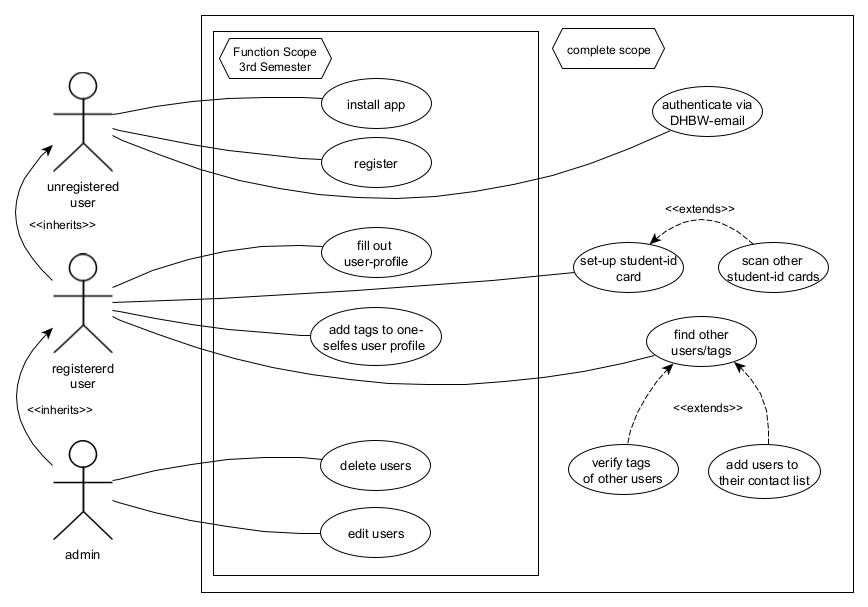 Function Scope
3rd Semester
complete scope
install app
authenticate via
DHBW-email
register
unregistered
user
<<inherits>>
<<extends>>
fill out
user-profile
set-up student-id
card
scan other
student-id cards
add tags to one-
selfes user profile
find other
users/tags
registererd
user
<<inherits>>
<<extends>>
delete users
verify tags
of other users
add users to
their contact list
edit users
admin